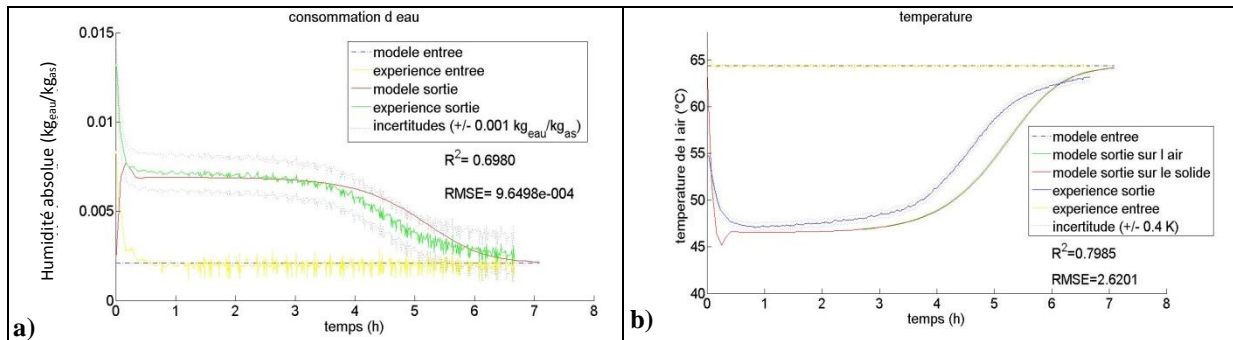 consommation d eau
0.015
0.01
0.005
0
Humidité absolue (kg_eau/kg_as)
modele entree
experience entree
modele sortie
experience sortie
incertitudes (+/- 0.001 kg_eau/kg_as)
R²= 0.6980
RMSE= 9.6498e-004
0 1 2 3 4 5 6 7 8
temps (h)
a)
temperature
65
60
55
50
45
40
temperature de l air (°C)
modele entree
modele sortie sur l air
modele sortie sur le solide
experience sortie
experience entree
incertitude (+/- 0.4 K)
R²=0.7985
RMSE=2.6201
0 1 2 3 4 5 6 7 8
temps (h)
b)